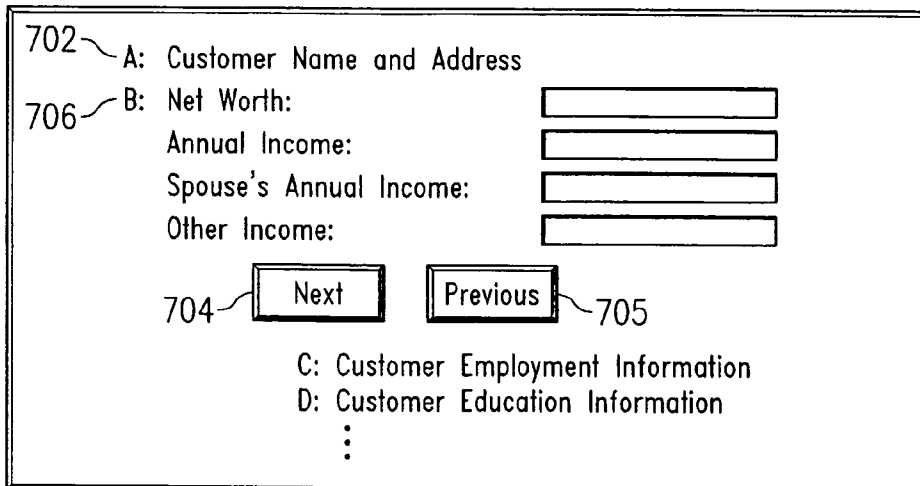 702 A: Customer Name and Address
706 B: Net Worth:
Annual Income:
Spouse's Annual Income:
Other Income:
704 Next Previous 705
C: Customer Employment Information
D: Customer Education Information